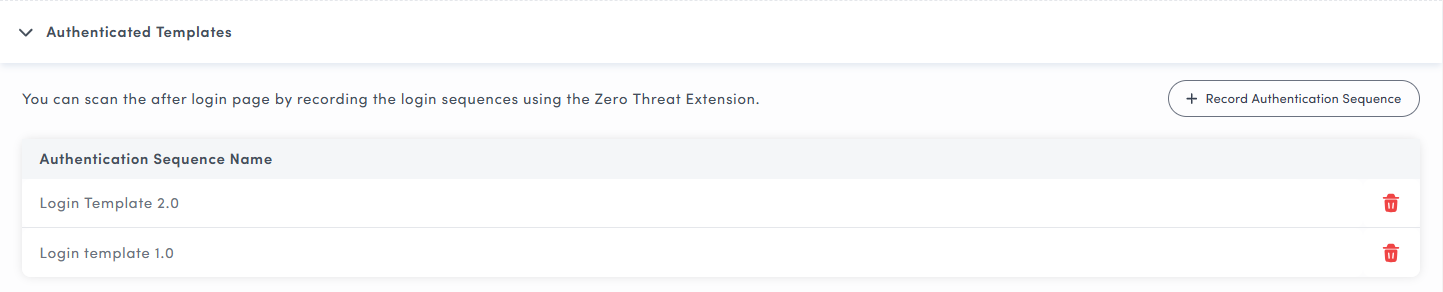 Authenticated Templates
You can scan the after login page by recording the login sequences using the Zero Threat Extension.
+ Record Authentication Sequence
Authentication Sequence Name
Login Template 2.0
Login template 1.0